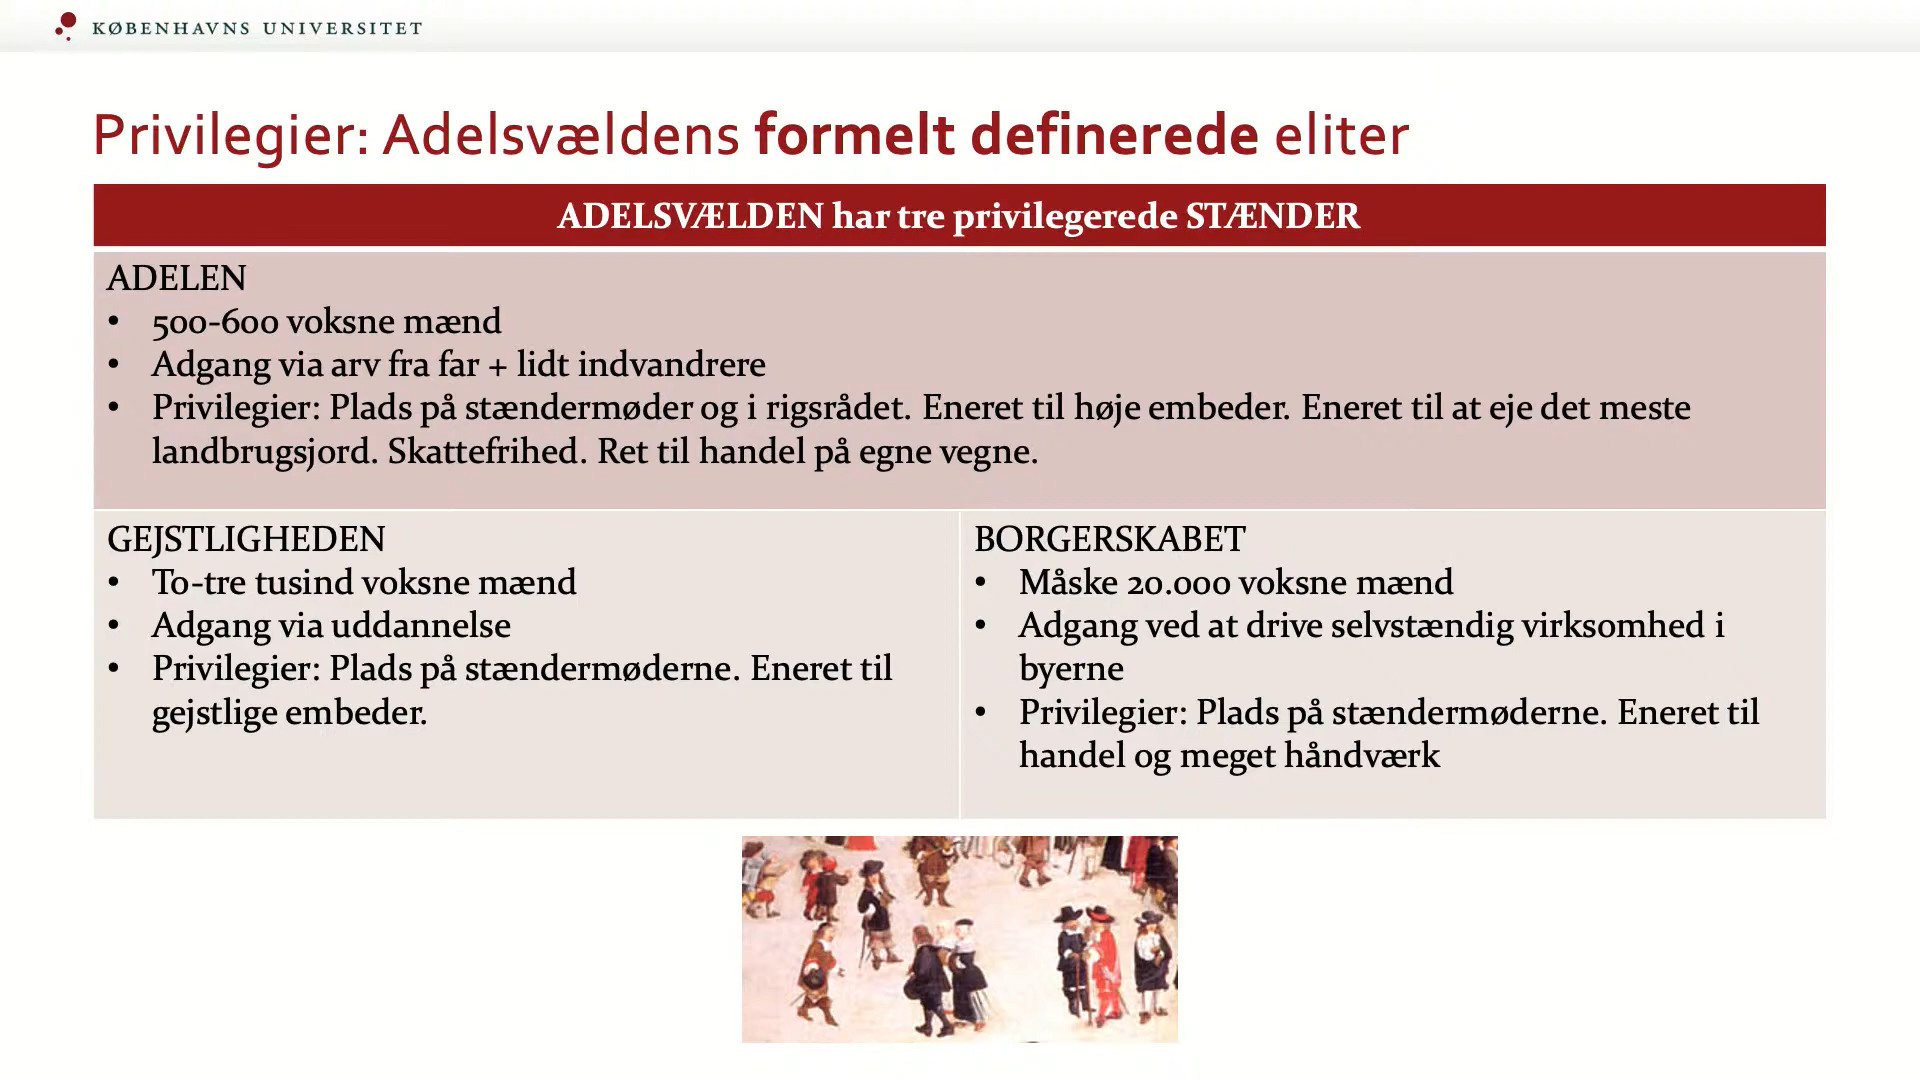 KØBENHAVNS UNIVERSITET
Privilegier: Adelsvældens formelt definerede eliter
ADELSVÆLDEN har tre privilegerede STÆNDER
ADELEN
• 500-600 voksne mænd
• Adgang via arv fra far + lidt indvandrere
• Privilegier: Plads på stændermøder og i rigsrådet. Eneret til høje embeder. Eneret til at eje det meste
landbrugsjord. Skattefrihed. Ret til handel på egne vegne.
GEJSTLIGHEDEN
• To-tre tusind voksne mænd
• Adgang via uddannelse
• Privilegier: Plads på stændermøderne. Eneret til
gejstlige embeder.
BORGERSKABET
• Måske 20.000 voksne mænd
• Adgang ved at drive selvstændig virksomhed i
byerne
• Privilegier: Plads på stændermøderne. Eneret til
handel og meget håndværk